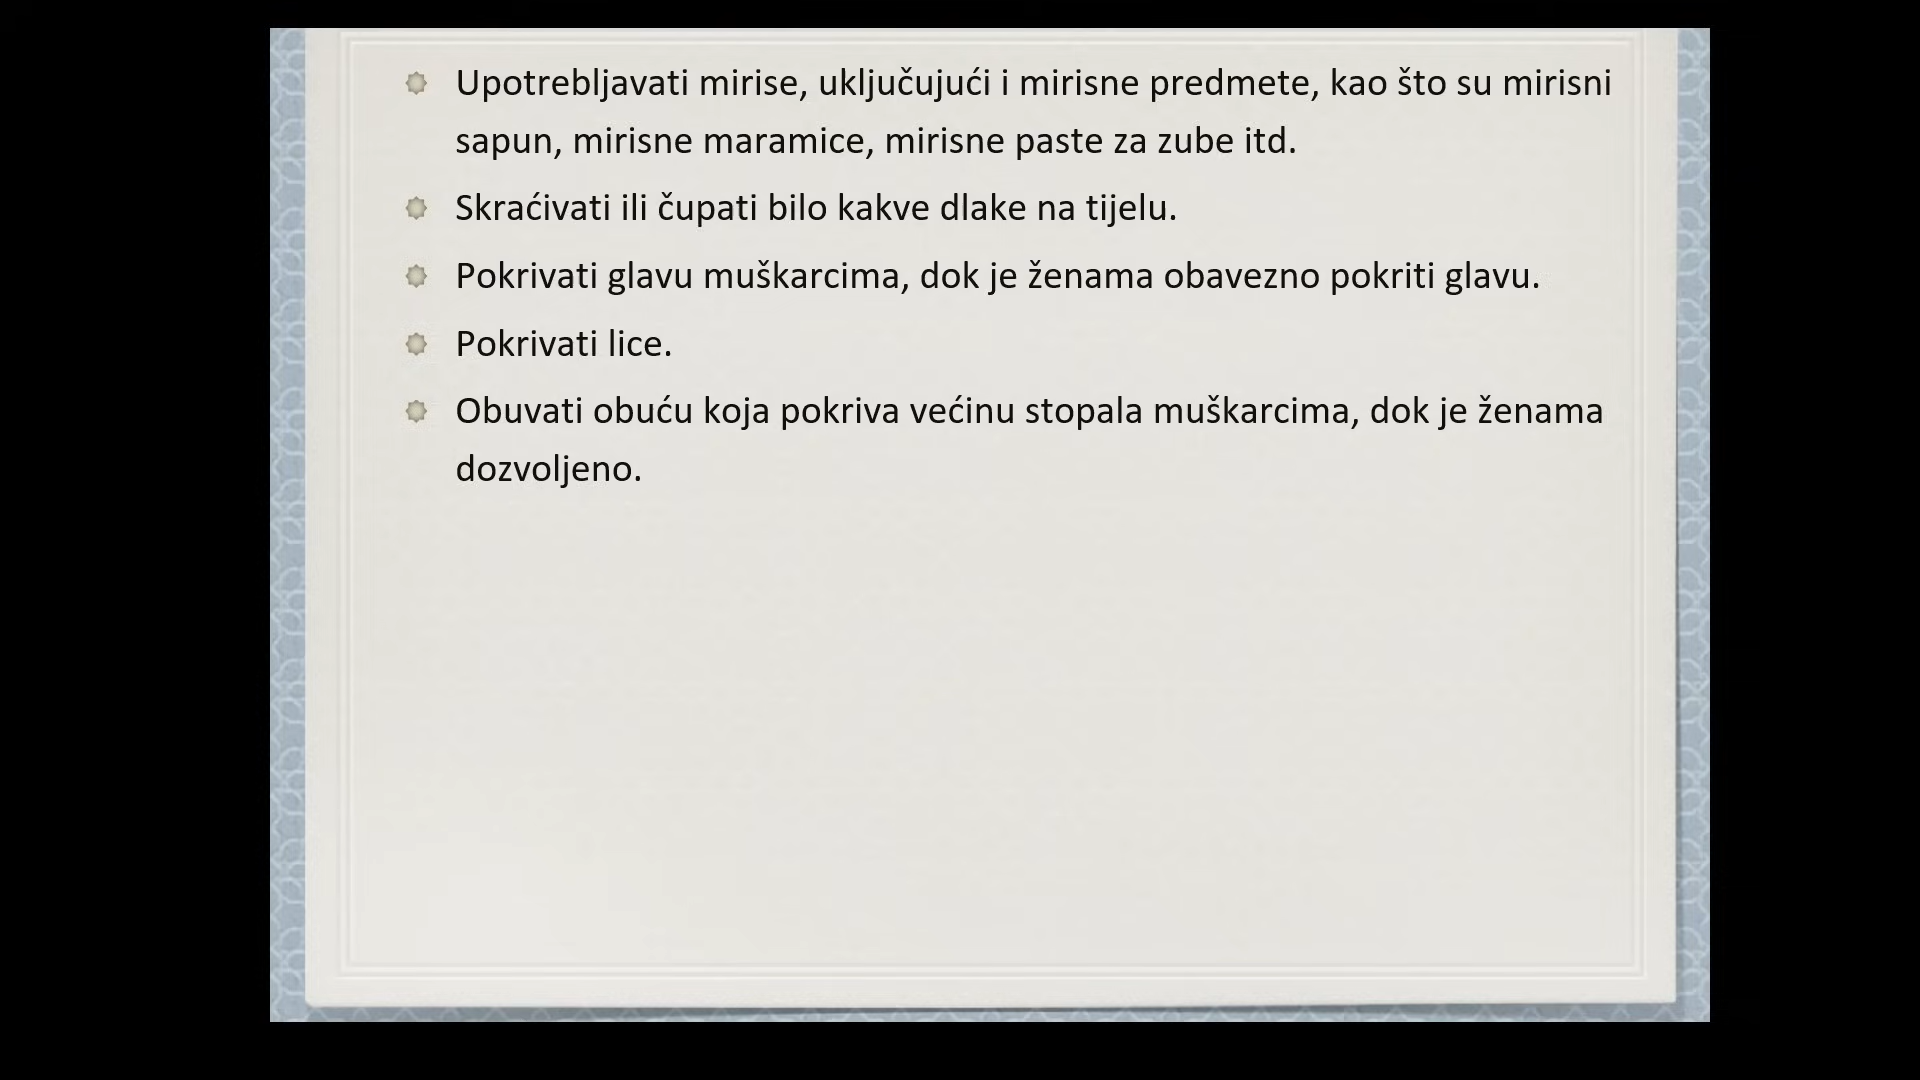 Upotrebljavati mirise, uključujući i mirisne predmete, kao što su mirisni
sapun, mirisne maramice, mirisne paste za zube itd.
Skraćivati ili čupati bilo kakve dlake na tijelu.
Pokrivati glavu muškarcima, dok je ženama obavezno pokriti glavu.
Pokrivati lice.
Obuvati obuću koja pokriva većinu stopala muškarcima, dok je ženama
dozvoljeno.